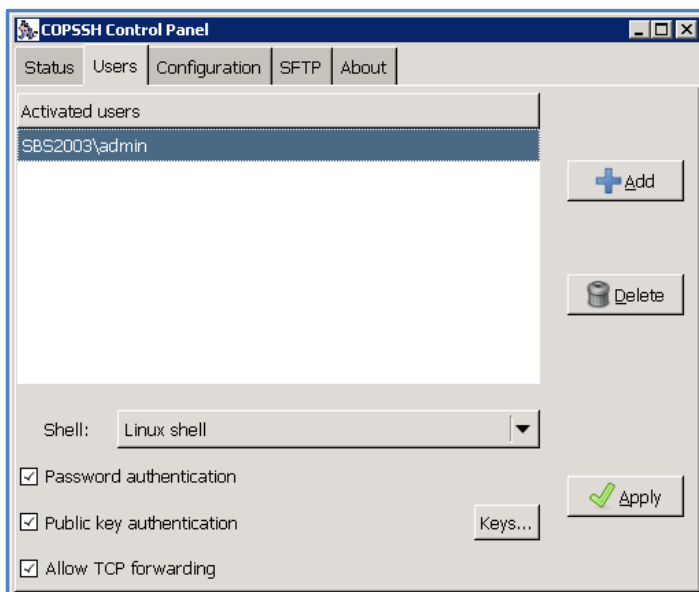 COPSSH Control Panel
Status Users Configuration SFTP About
Activated users
SBS2003\admin
Add
Delete
Shell: Linux shell
Password authentication
Apply
Public key authentication Keys...
Allow TCP forwarding